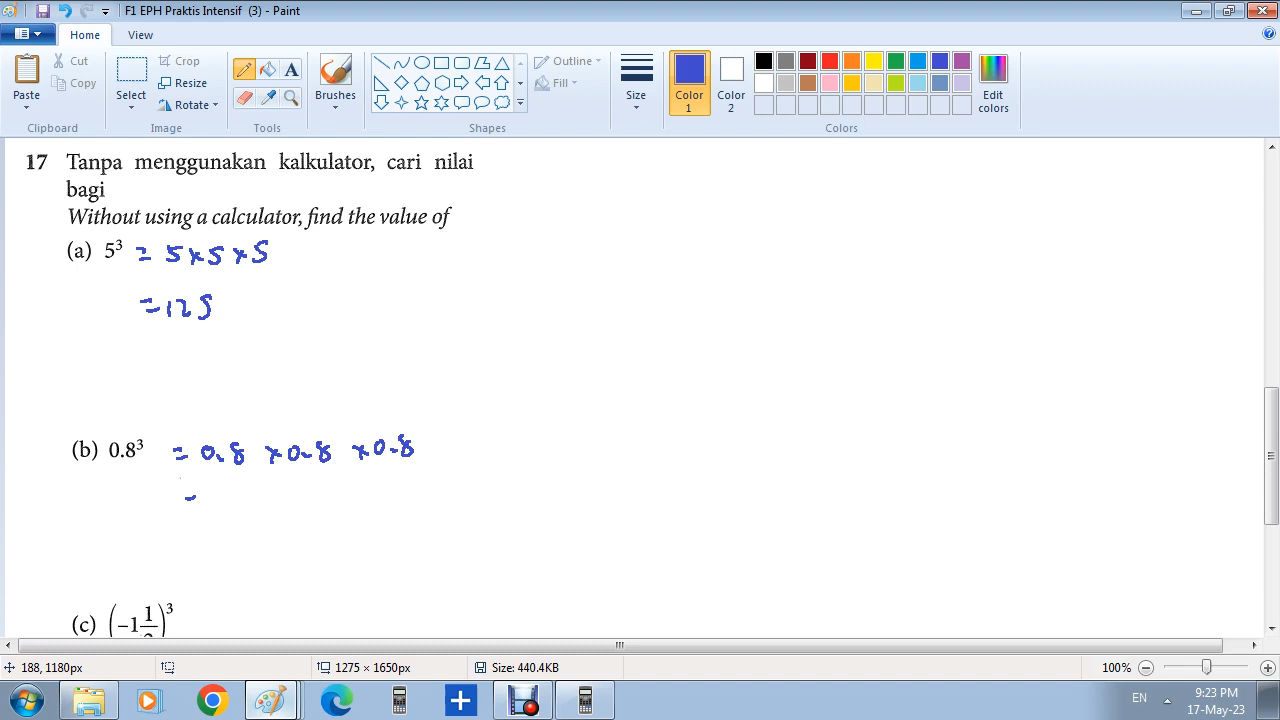 F1 EPH Praktis Intensif (3) - Paint
Home View
Paste
Cut
Copy
Clipboard
Select
Crop
Resize
Rotate
Image
A
Tools
Brushes
Shapes
Outline
Fill
Size
Color 1
Color 2
Edit colors
Colors
17 Tanpa menggunakan kalkulator, cari nilai
bagi
Without using a calculator, find the value of
(a) 5³ = 5 × 5 × 5
= 125
(b) 0.8³ = 0.8 × 0.8 × 0.8
(c) (-1 1/
)³
188, 1180px 1275 × 1650px Size: 440.4KB 100%
EN 9:23 PM
17-May-23